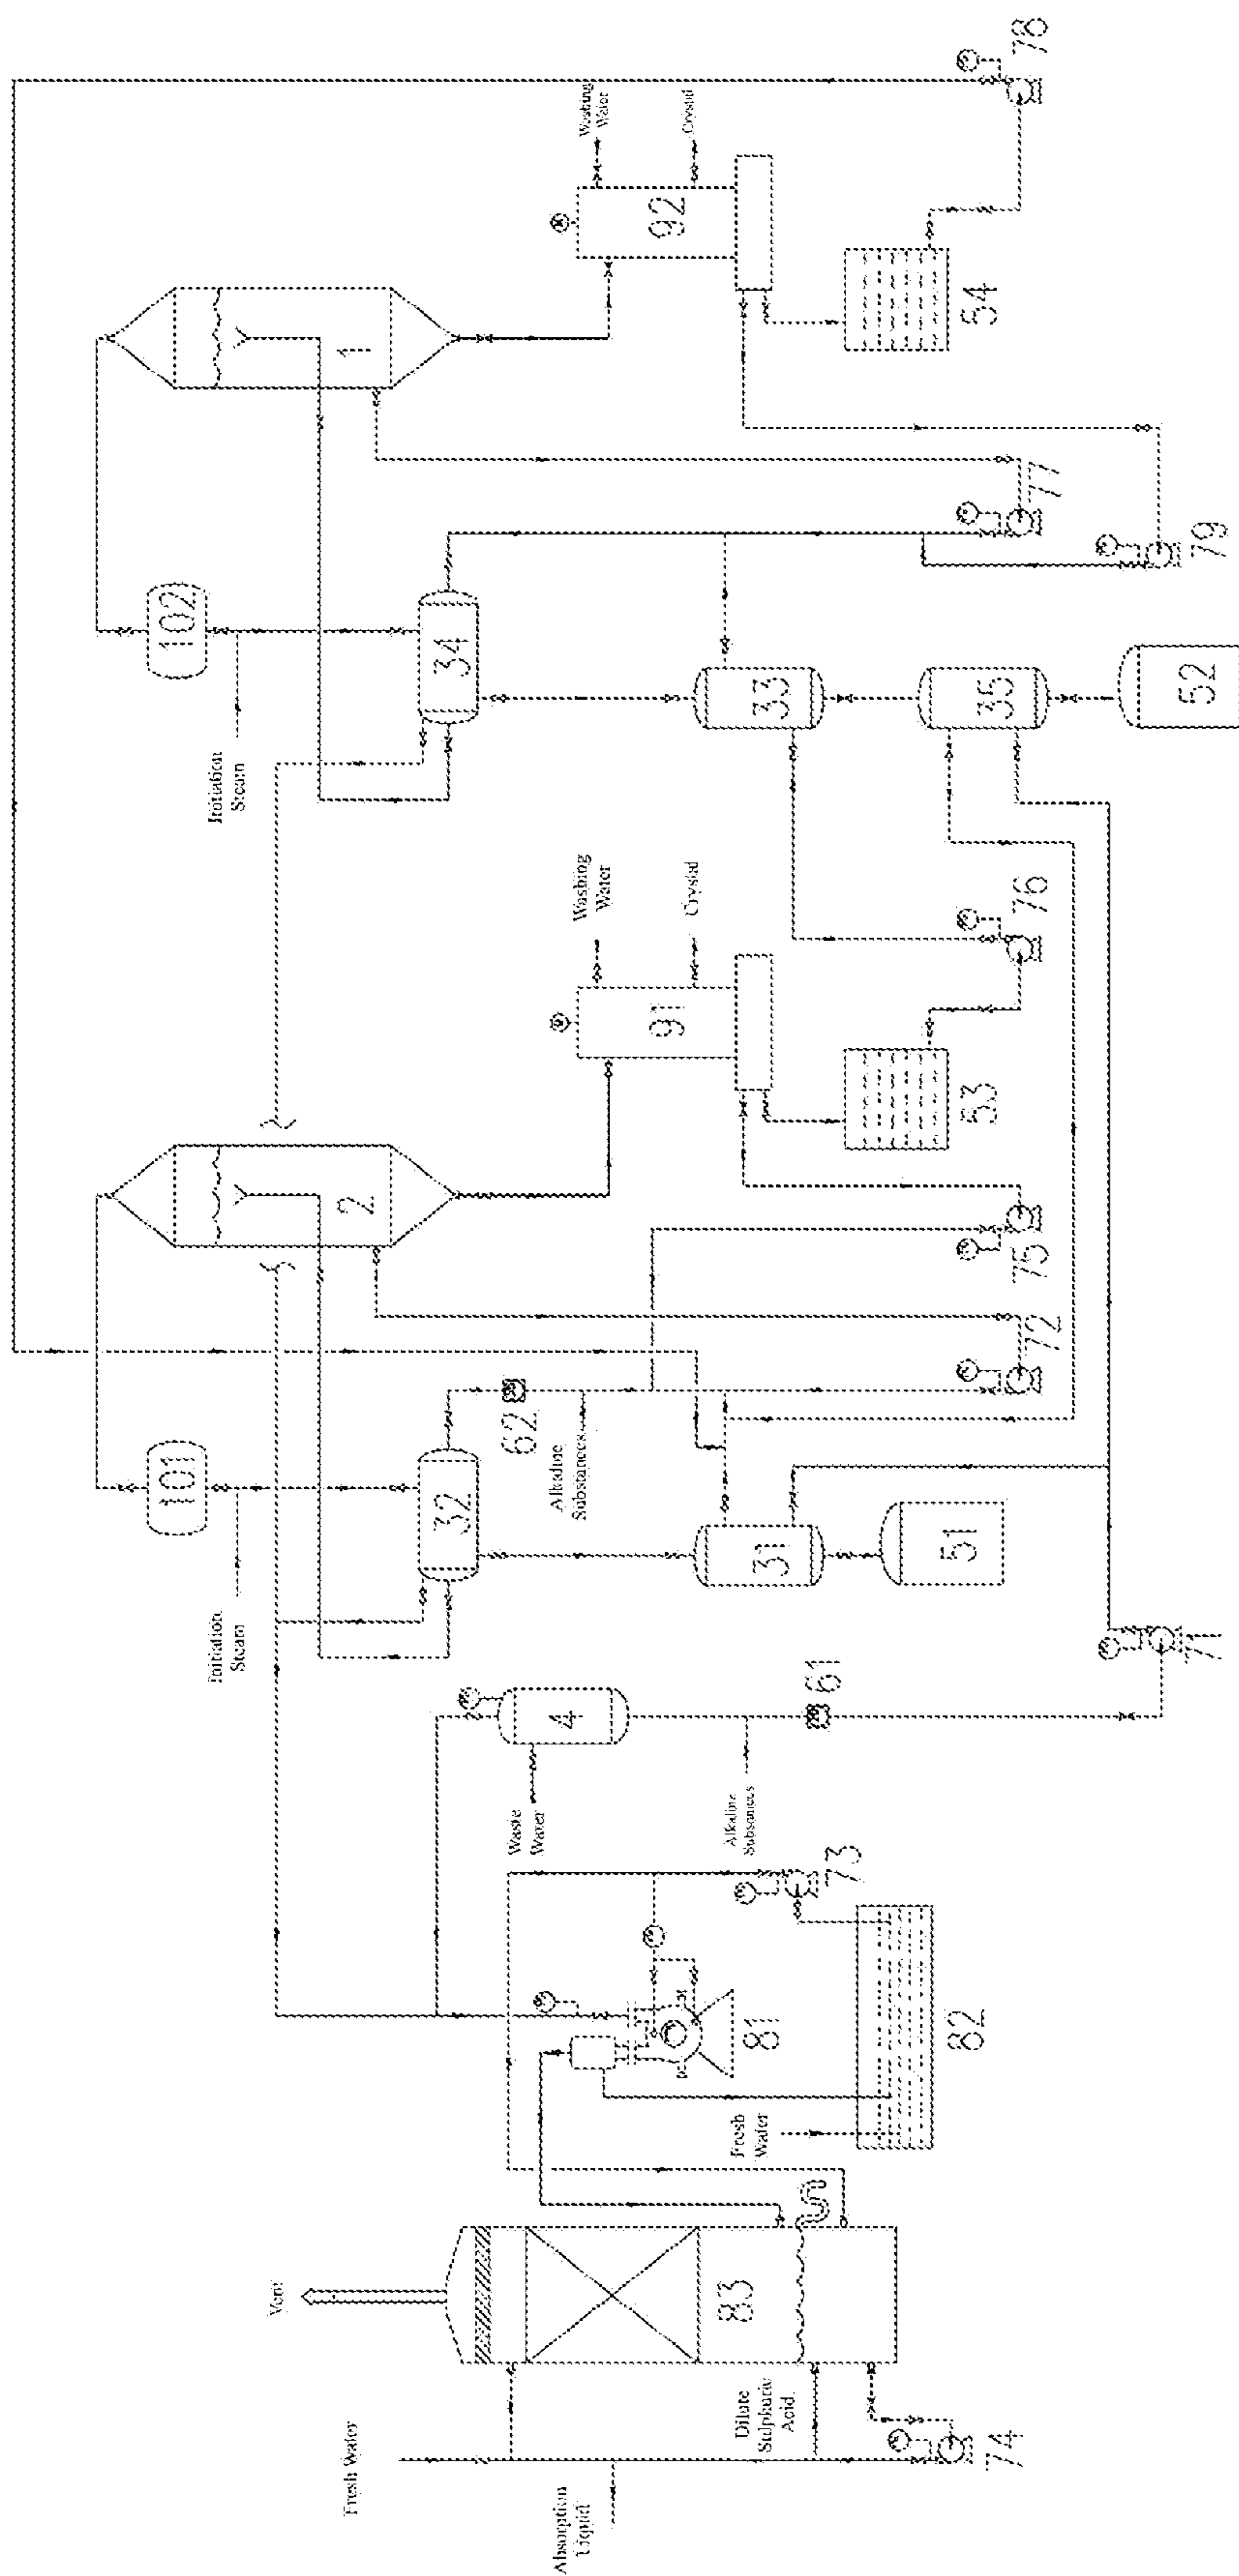 78
Washing
Water
Crystal
92
54
1
77
79
102
34
33
35
52
Initiation
Steam
Washing
Water
Crystal
91
53
76
2
75
72
101
32
62
Alkaline
Substances
31
51
Initiation
Steam
4
61
71
Waste
Water
Alkaline
Substances
73
81
82
Fresh
Water
Vent
83
Dilute
Sulphuric
Acid
74
Fresh Water
Absorption
Liquid